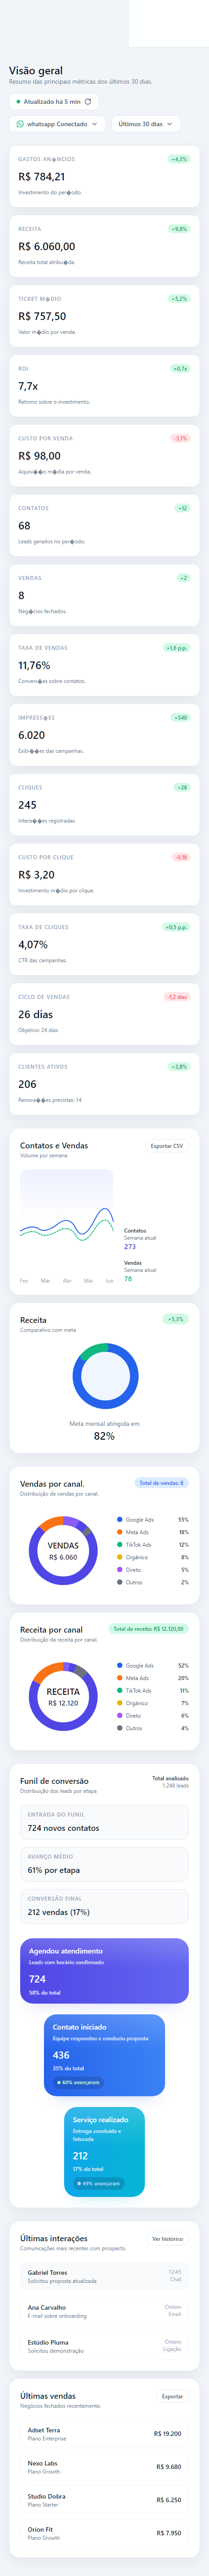 Visão geral
Resumo das principais métricas dos últimos 30 dias.
Atualizado há 5 min
whatsapp Conectado
Últimos 30 dias
GASTOS AN�NCIOS
+4,3%
R$ 784,21
Investimento do per�odo.
RECEITA
+9,8%
R$ 6.060,00
Receita total atribu�da.
TICKET M�DIO
+5,2%
R$ 757,50
Valor m�dio por venda.
ROI
+0,7x
7,7x
Retorno sobre o investimento.
CUSTO POR VENDA
-3,1%
R$ 98,00
Aquisi��o m�dia por venda.
CONTATOS
+12
68
Leads gerados no per�odo.
VENDAS
+2
8
Neg�cios fechados.
TAXA DE VENDAS
+1,6 p.p.
11,76%
Convers�es sobre contatos.
IMPRESS�ES
+540
6.020
Exibi��es das campanhas.
CLIQUES
+28
245
Intera��es registradas.
CUSTO POR CLIQUE
-0,18
R$ 3,20
Investimento m�dio por clique.
TAXA DE CLIQUES
+0,5 p.p.
4,07%
CTR das campanhas.
CICLO DE VENDAS
-1,2 dias
26 dias
Objetivo: 24 dias
CLIENTES ATIVOS
+3,8%
206
Renova��es previstas: 14
Contatos e Vendas
Volume por semana
Exportar CSV
Fev Mar Abr Mai Jun
Contatos
Semana atual
273
Vendas
Semana atual
78
Receita
Comparativo com meta
+5,3%
Meta mensal atingida em
82%
Vendas por canal.
Distribuição de vendas por canal.
Total de vendas: 8
VENDAS
R$ 6.060
Google Ads 55%
Meta Ads 18%
TikTok Ads 12%
Orgânico 8%
Direto 5%
Outros 2%
Receita por canal
Distribuição da receita por canal.
Total de receita: R$ 12.120,00
RECEITA
R$ 12.120
Google Ads 52%
Meta Ads 20%
TikTok Ads 11%
Orgânico 7%
Direto 6%
Outros 4%
Funil de conversão
Distribuição dos leads por etapa
Total analisado
1.248 leads
ENTRADA DO FUNIL
724 novos contatos
AVANÇO MÉDIO
61% por etapa
CONVERSÃO FINAL
212 vendas (17%)
Agendou atendimento
Leads com horário confirmado
724
58% do total
Contato iniciado
Equipe respondeu e conduziu proposta
436
35% do total
60% avançaram
Serviço realizado
Entrega concluída e
faturada
212
17% do total
49% avançaram
Últimas interações
Comunicações mais recentes com prospects.
Ver histórico
Gabriel Torres
Solicitou proposta atualizada
12:45
Chat
Ana Carvalho
E-mail sobre onboarding
Ontem
Email
Estúdio Pluma
Solicitou demonstração
Ontem
Ligação
Últimas vendas
Negócios fechados recentemente.
Exportar
Adset Terra
Plano Enterprise
R$ 19.200
Nexo Labs
Plano Growth
R$ 9.680
Studio Dobra
Plano Starter
R$ 6.250
Orion Fit
Plano Growth
R$ 7.950